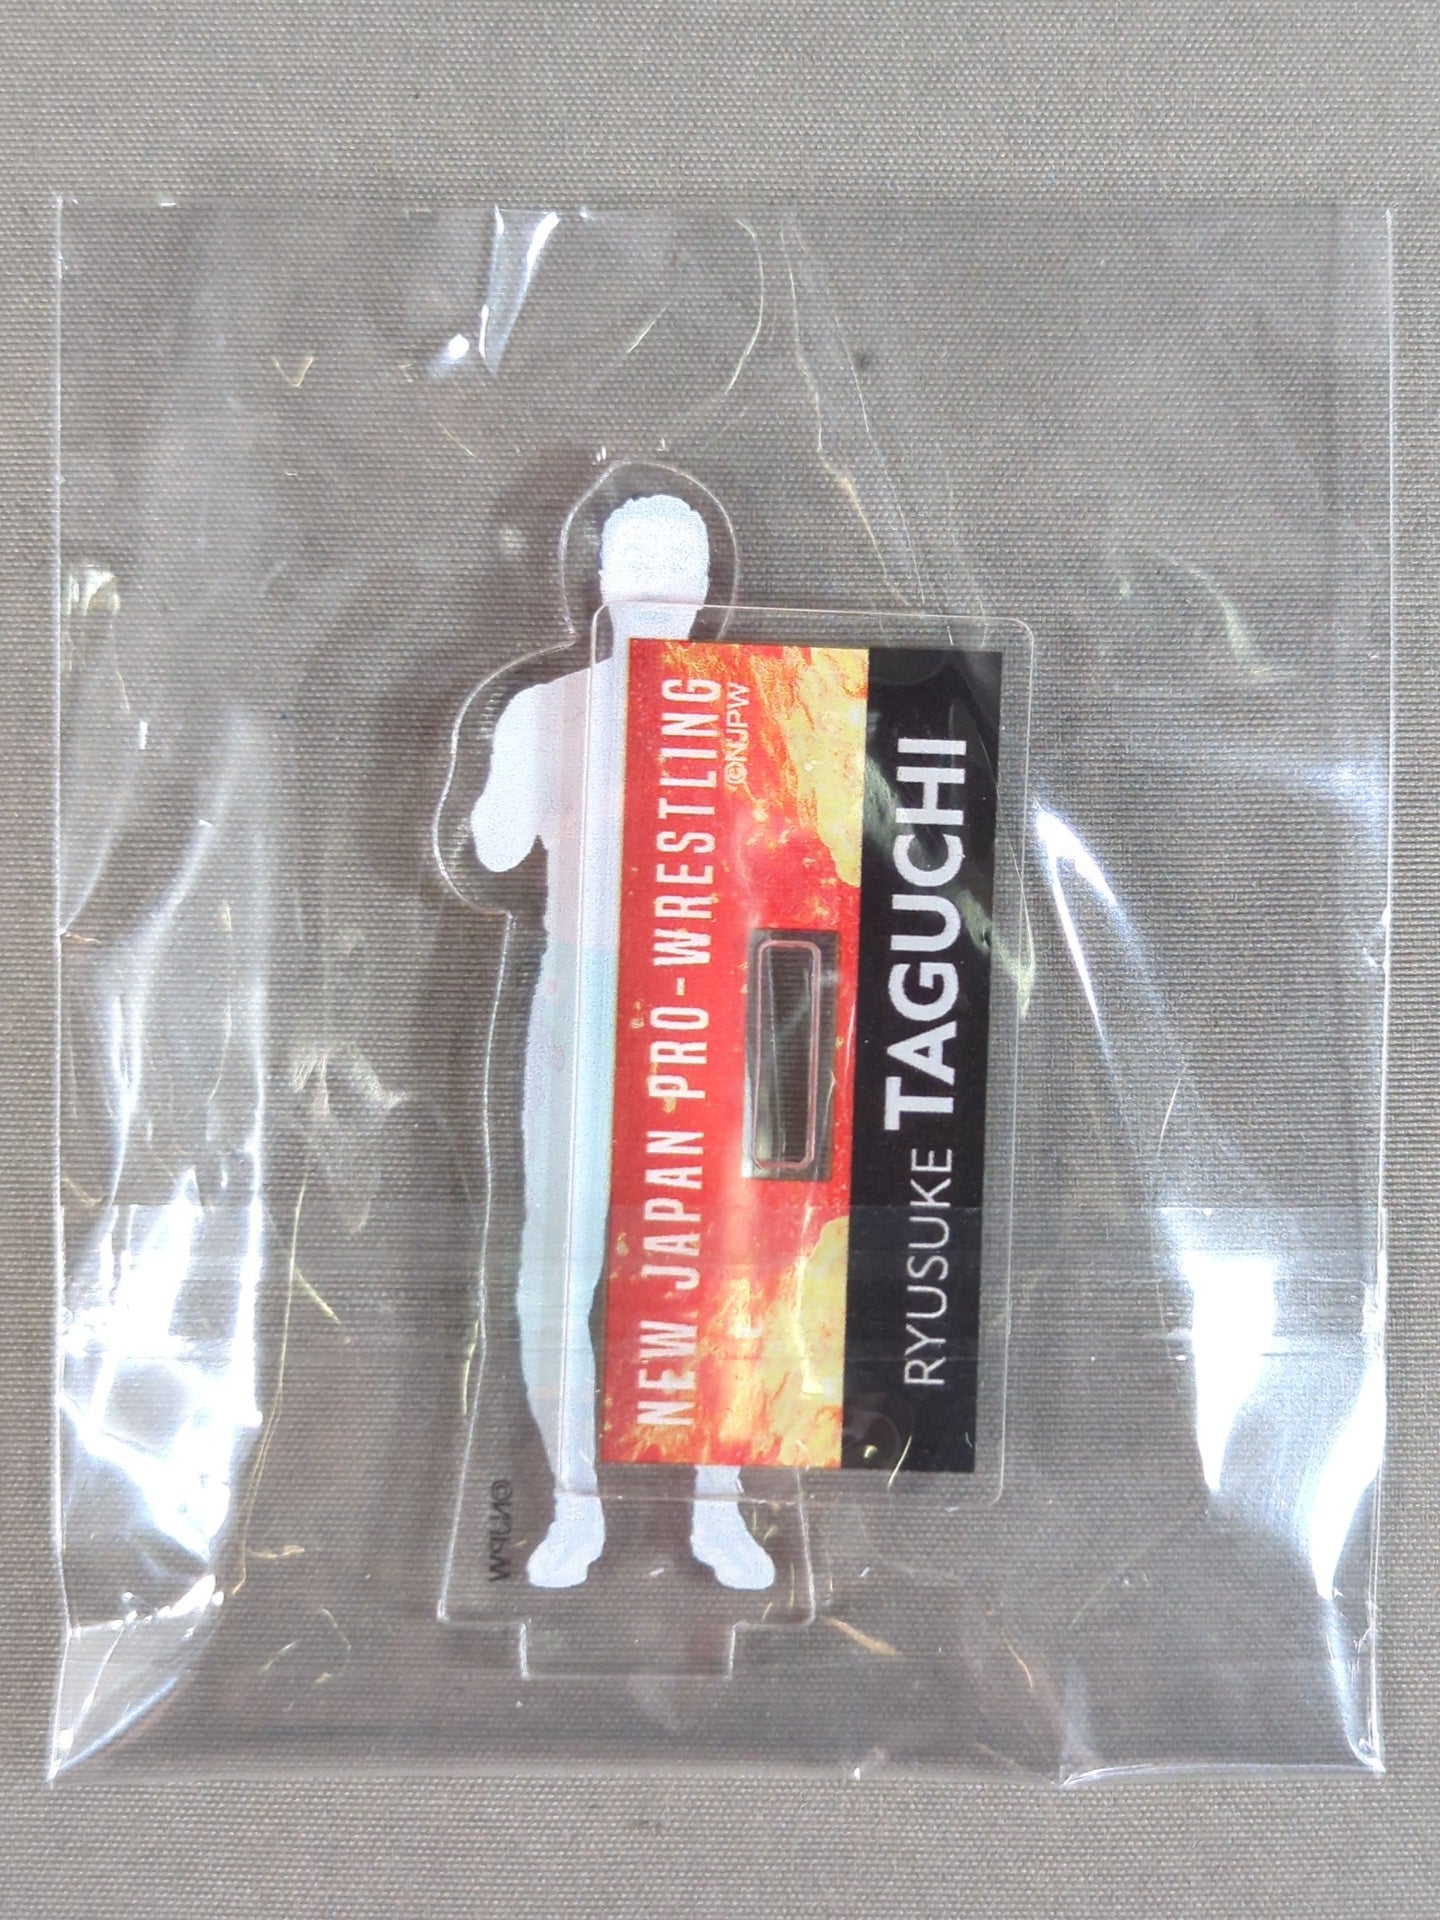 NEW JAPAN PRO-WRESTLING
©NJPW
RYUSUKE TAGUCHI
©NJPW